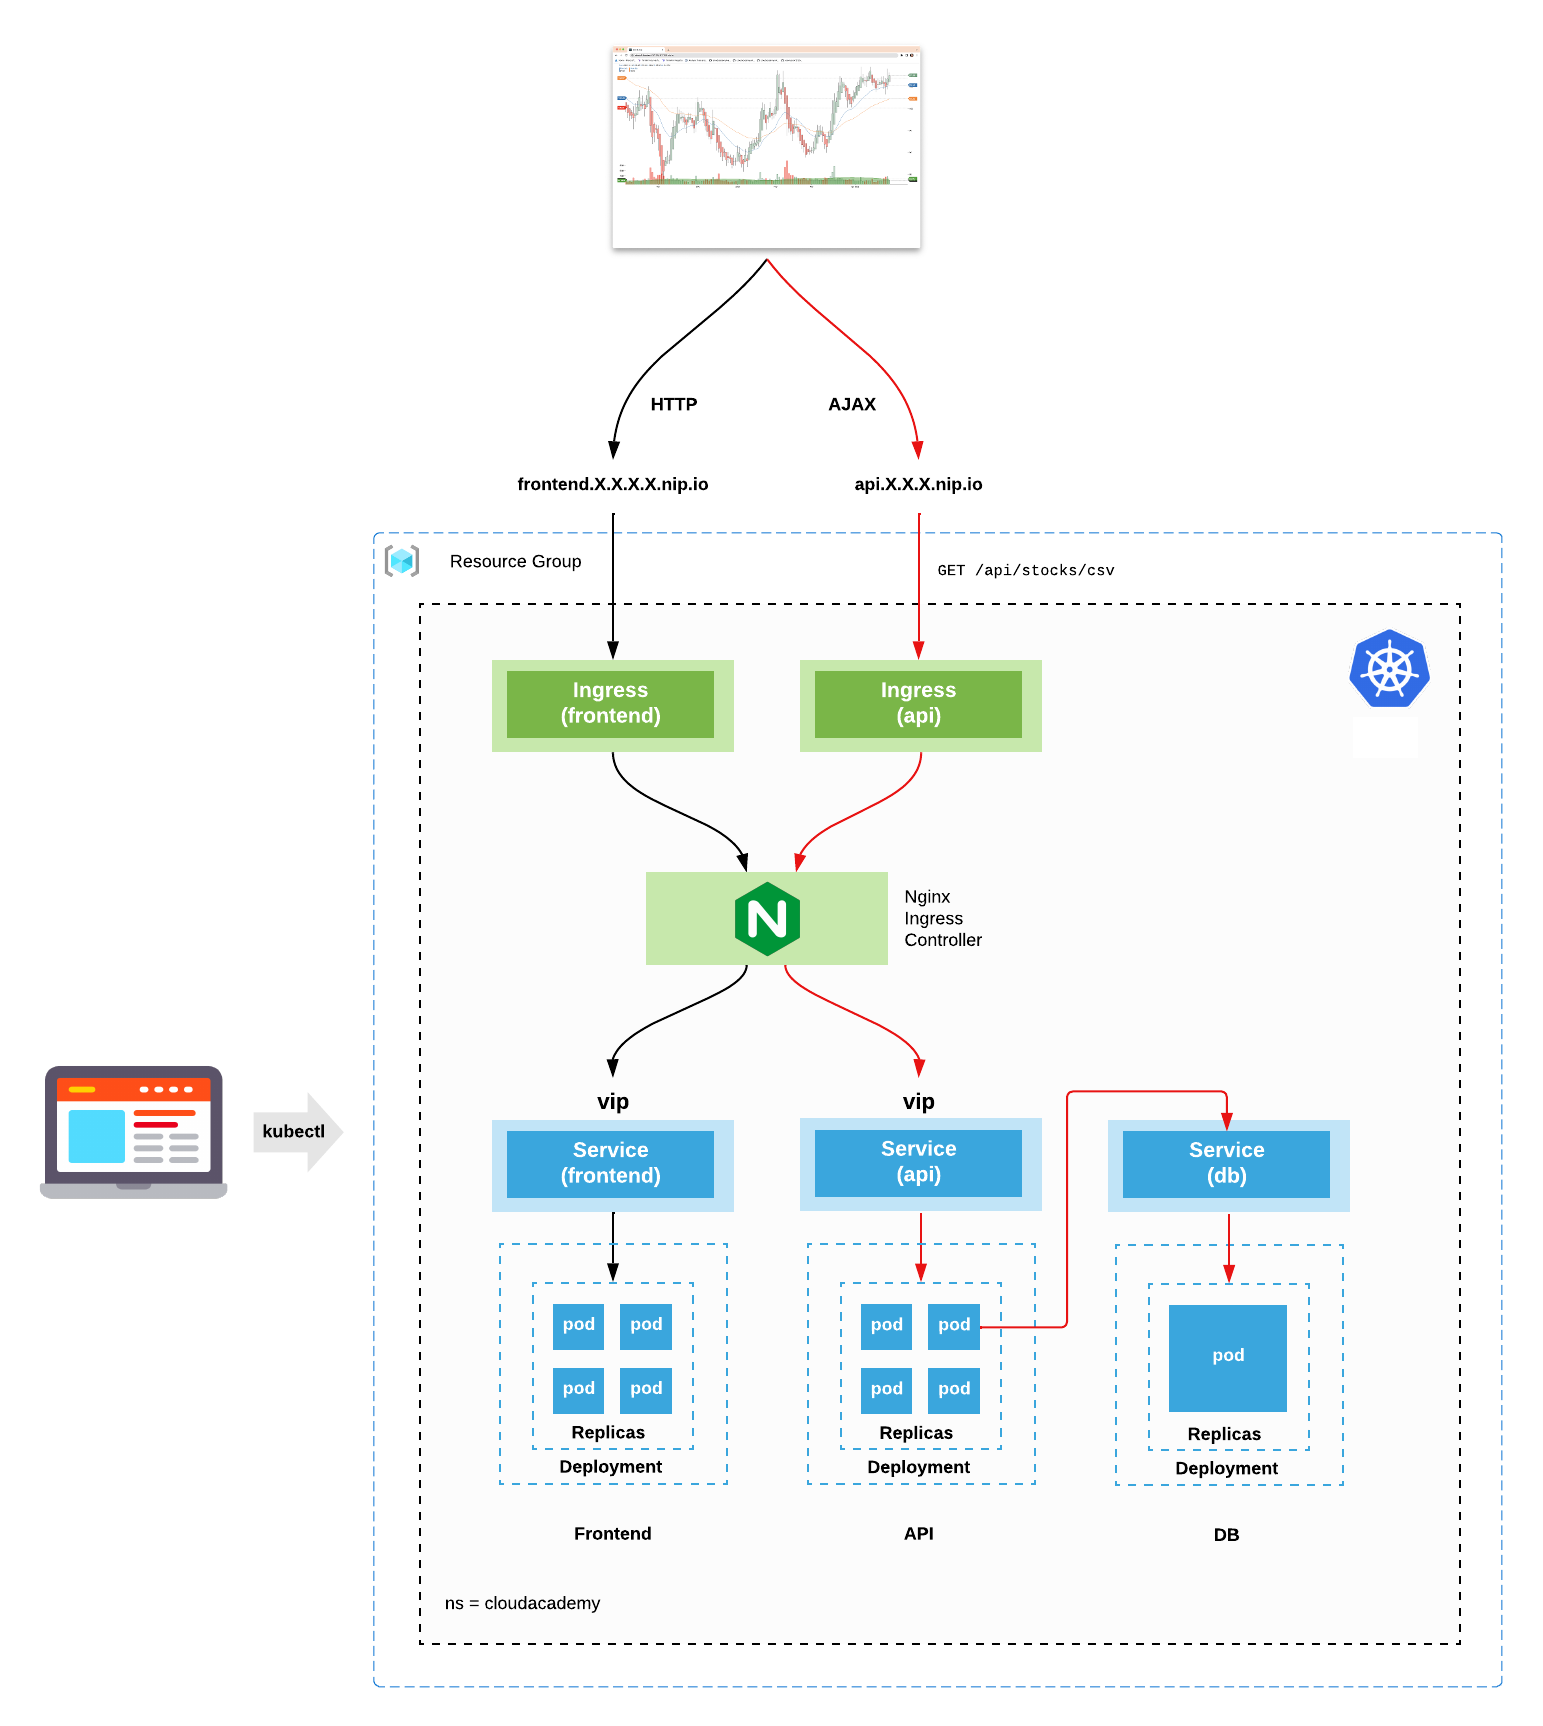 HTTP
AJAX
frontend.X.X.X.X.nip.io
api.X.X.X.nip.io
Resource Group
GET /api/stocks/csv
Ingress
(frontend)
Ingress
(api)
Nginx
Ingress
Controller
kubectl
vip
vip
Service
(frontend)
Service
(api)
Service
(db)
pod
pod
pod
pod
Replicas
Deployment
pod
pod
pod
pod
Replicas
Deployment
pod
Replicas
Deployment
Frontend
API
DB
ns = cloudacademy